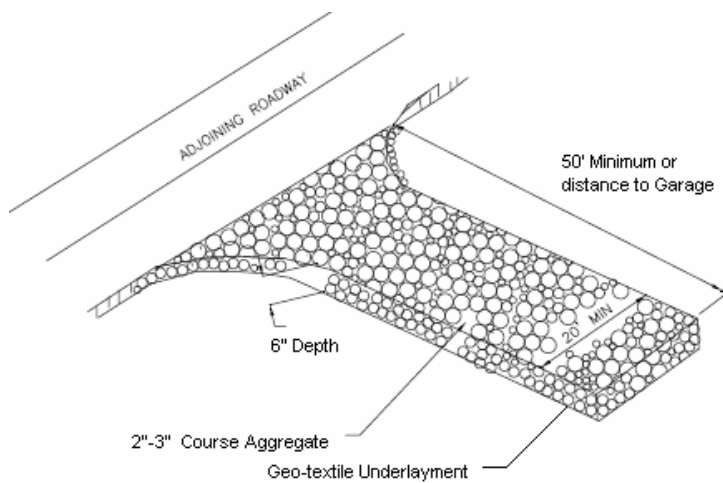 ADJOINING ROADWAY
50' Minimum or
distance to Garage
20' MIN
6" Depth
2"-3" Course Aggregate
Geo-textile Underlayment